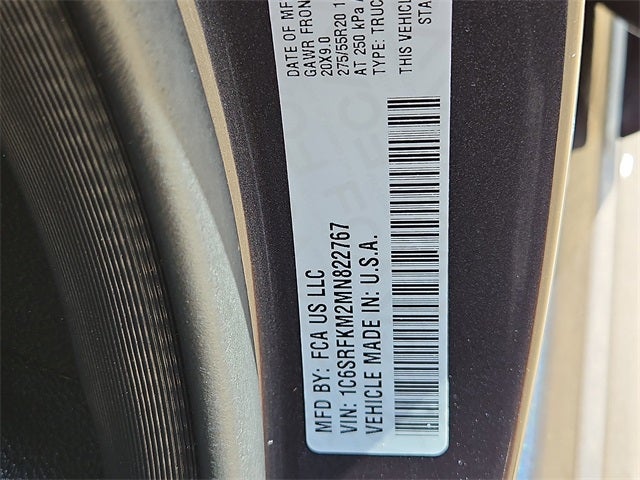 MFD BY: FCA US LLC
VIN: 1C6SRFKM2MN822767
VEHICLE MADE IN: U.S.A.
DATE OF MF
GAWR FRON
20X9.0
275/55R20 1
AT 250 kPa
TYPE: TRUC
THIS VEHICL
STA